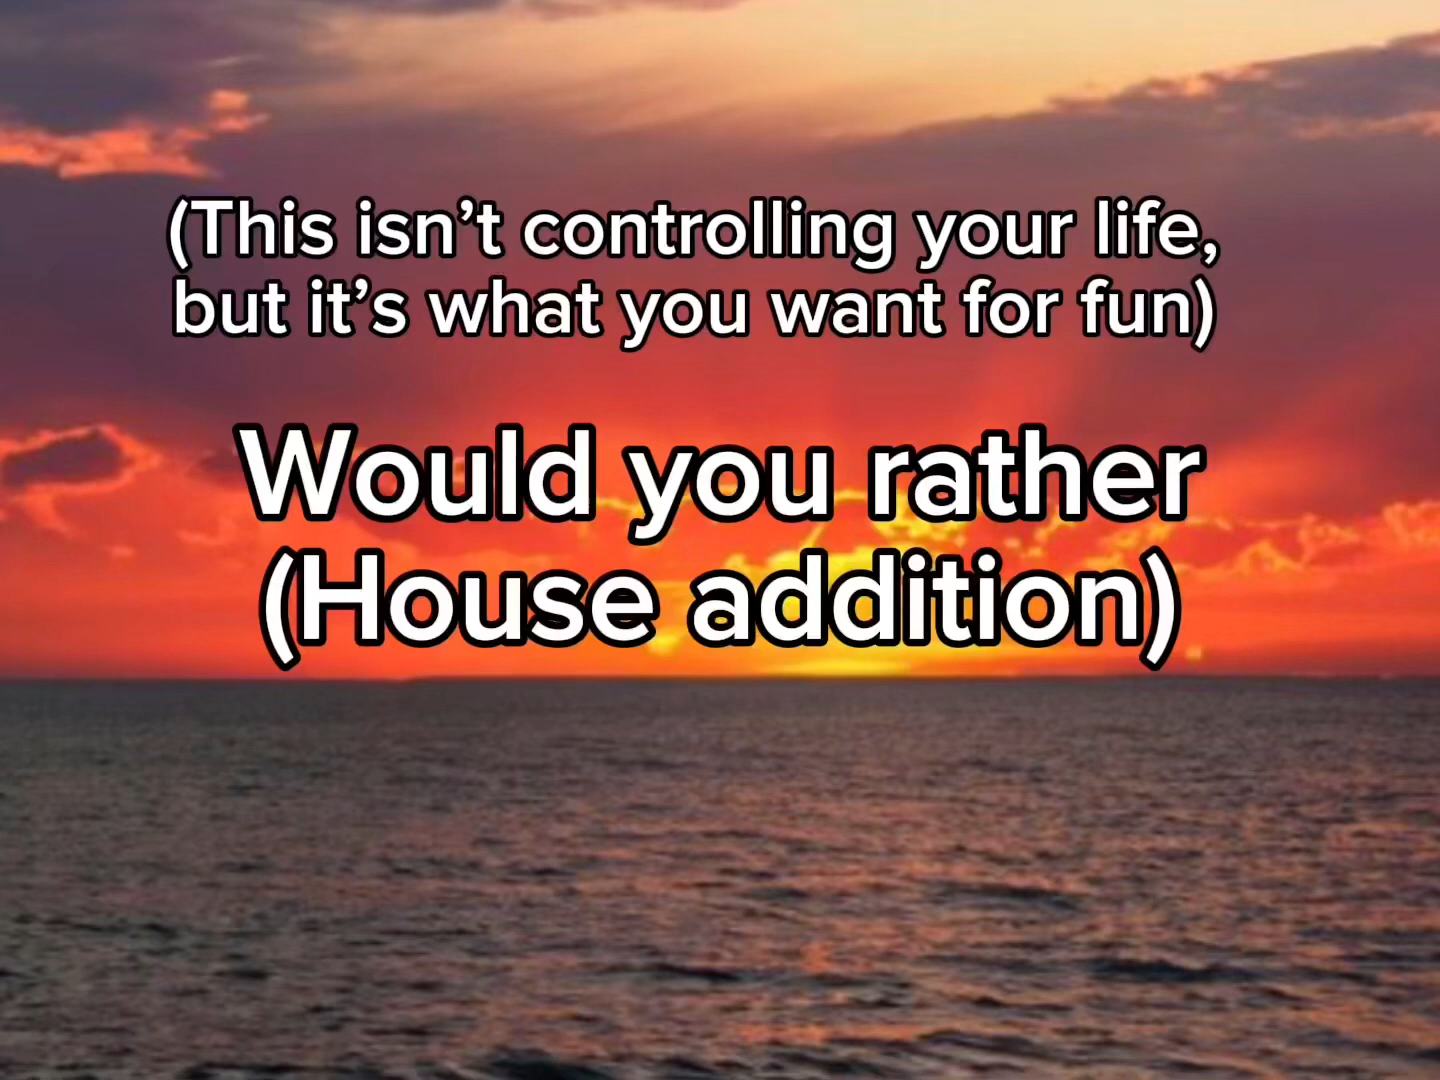 (This isn’t controlling your life,
but it’s what you want for fun)
Would you rather
(House addition)